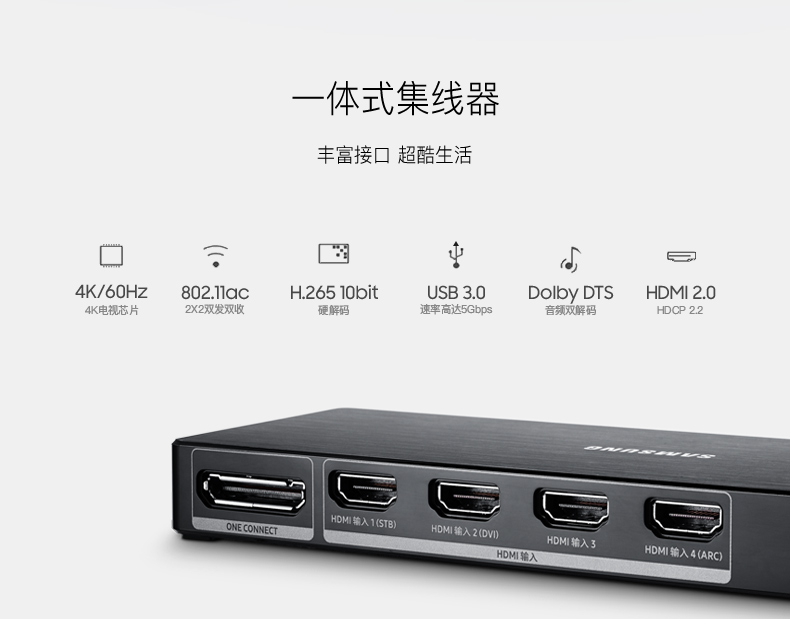 一体式集线器
丰富接口 超酷生活
4K/60Hz
4K电视芯片
802.11ac
2X2双发双收
H.265 10bit
硬解码
USB 3.0
速率高达5Gbps
Dolby DTS
音频双解码
HDMI 2.0
HDCP 2.2
SAMSUNG
ONE CONNECT
HDMI 输入 1 (STB)
HDMI 输入 2 (DVI)
HDMI 输入 3
HDMI 输入 4 (ARC)
HDMI 输入